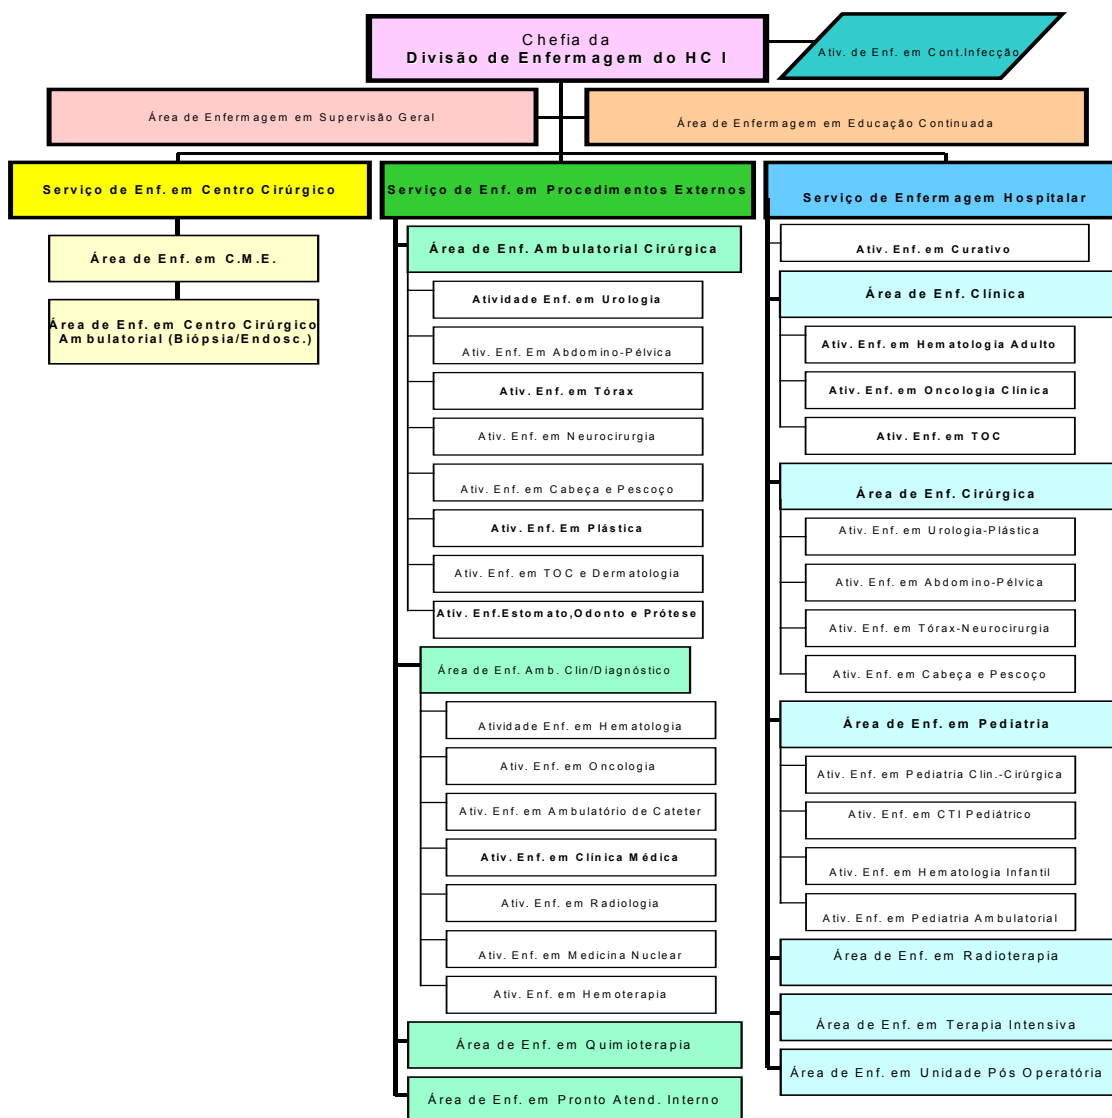 Chefia da
Divisão de Enfermagem do HC I
Ativ. de Enf. em Cont.Infecção
Área de Enfermagem em Supervisão Geral
Área de Enfermagem em Educação Continuada
Serviço de Enf. em Centro Cirúrgico
Área de Enf. em C.M.E.
Área de Enf. em Centro Cirúrgico
Ambulatorial (Biópsia/Endosc.)
Serviço de Enf. em Procedimentos Externos
Área de Enf. Ambulatorial Cirúrgica
Atividade Enf. em Urologia
Ativ. Enf. Em Abdomino-Pélvica
Ativ. Enf. em Tórax
Ativ. Enf. em Neurocirurgia
Ativ. Enf. em Cabeça e Pescoço
Ativ. Enf. Em Plástica
Ativ. Enf. em TOC e Dermatologia
Ativ. Enf.Estomato,Odonto e Prótese
Área de Enf. Amb. Clin/Diagnóstico
Atividade Enf. em Hematologia
Ativ. Enf. em Oncologia
Ativ. Enf. em Ambulatório de Cateter
Ativ. Enf. em Clínica Médica
Ativ. Enf. em Radiologia
Ativ. Enf. em Medicina Nuclear
Ativ. Enf. em Hemoterapia
Área de Enf. em Quimioterapia
Área de Enf. em Pronto Atend. Interno
Serviço de Enfermagem Hospitalar
Ativ. Enf. em Curativo
Área de Enf. Clínica
Ativ. Enf. em Hematologia Adulto
Ativ. Enf. em Oncologia Clínica
Ativ. Enf. em TOC
Área de Enf. Cirúrgica
Ativ. Enf. em Urologia-Plástica
Ativ. Enf. em Abdomino-Pélvica
Ativ. Enf. em Tórax-Neurocirurgia
Ativ. Enf. em Cabeça e Pescoço
Área de Enf. em Pediatria
Ativ. Enf. em Pediatria Clin.-Cirúrgica
Ativ. Enf. em CTI Pediátrico
Ativ. Enf. em Hematologia Infantil
Ativ. Enf. em Pediatria Ambulatorial
Área de Enf. em Radioterapia
Área de Enf. em Terapia Intensiva
Área de Enf. em Unidade Pós Operatória